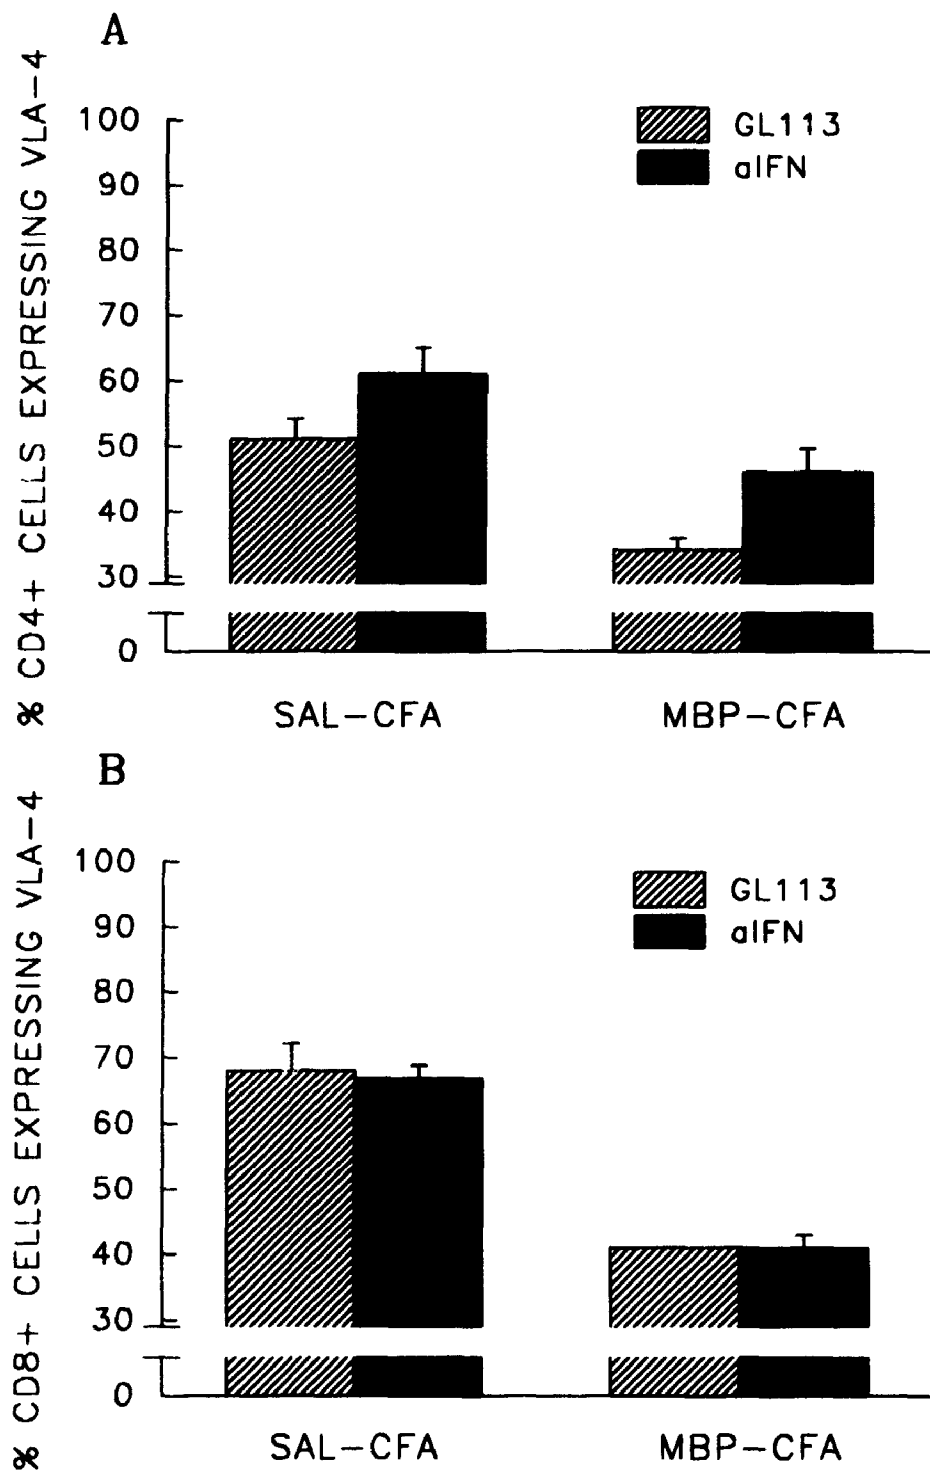 A
% CD4+ CELLS EXPRESSING VLA-4
100
90
80
70
60
50
40
30
0
GL113
aIFN
SAL-CFA
MBP-CFA
B
% CD8+ CELLS EXPRESSING VLA-4
100
90
80
70
60
50
40
30
0
GL113
aIFN
SAL-CFA
MBP-CFA